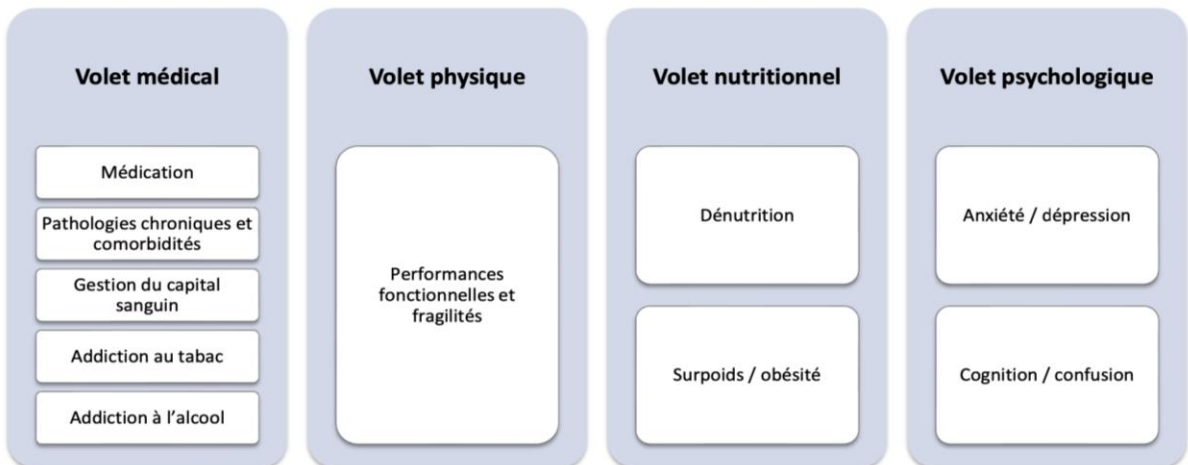 Volet médical
Médication
Pathologies chroniques et
comorbidités
Gestion du capital
sanguin
Addiction au tabac
Addiction à l'alcool
Volet physique
Performances
fonctionnelles et
fragilités
Volet nutritionnel
Dénutrition
Surpoids / obésité
Volet psychologique
Anxiété / dépression
Cognition / confusion